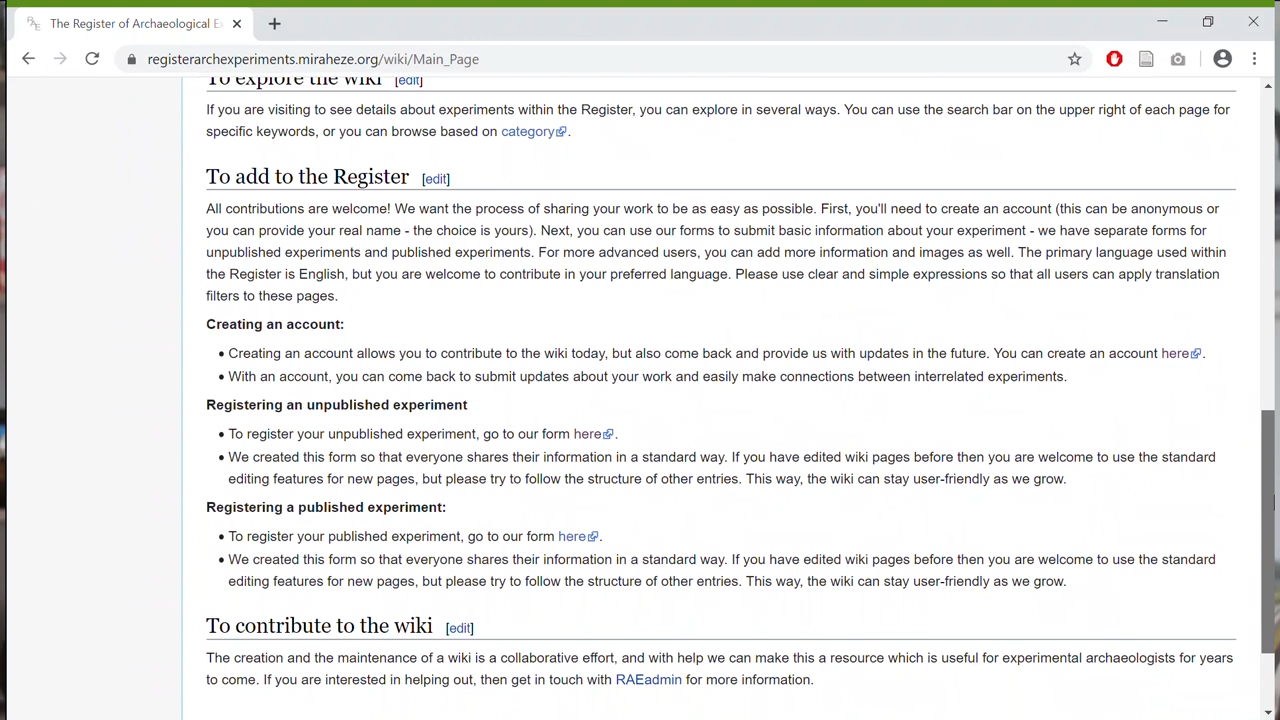 The Register of Archaeological E
registerarchexperiments.miraheze.org/wiki/Main_Page
To explore the wiki [edit]
If you are visiting to see details about experiments within the Register, you can explore in several ways. You can use the search bar on the upper right of each page for
specific keywords, or you can browse based on category.
To add to the Register [edit]
All contributions are welcome! We want the process of sharing your work to be as easy as possible. First, you'll need to create an account (this can be anonymous or
you can provide your real name - the choice is yours). Next, you can use our forms to submit basic information about your experiment - we have separate forms for
unpublished experiments and published experiments. For more advanced users, you can add more information and images as well. The primary language used within
the Register is English, but you are welcome to contribute in your preferred language. Please use clear and simple expressions so that all users can apply translation
filters to these pages.
Creating an account:
• Creating an account allows you to contribute to the wiki today, but also come back and provide us with updates in the future. You can create an account here.
• With an account, you can come back to submit updates about your work and easily make connections between interrelated experiments.
Registering an unpublished experiment
• To register your unpublished experiment, go to our form here.
• We created this form so that everyone shares their information in a standard way. If you have edited wiki pages before then you are welcome to use the standard
editing features for new pages, but please try to follow the structure of other entries. This way, the wiki can stay user-friendly as we grow.
Registering a published experiment:
• To register your published experiment, go to our form here.
• We created this form so that everyone shares their information in a standard way. If you have edited wiki pages before then you are welcome to use the standard
editing features for new pages, but please try to follow the structure of other entries. This way, the wiki can stay user-friendly as we grow.
To contribute to the wiki [edit]
The creation and the maintenance of a wiki is a collaborative effort, and with help we can make this a resource which is useful for experimental archaeologists for years
to come. If you are interested in helping out, then get in touch with RAEadmin for more information.